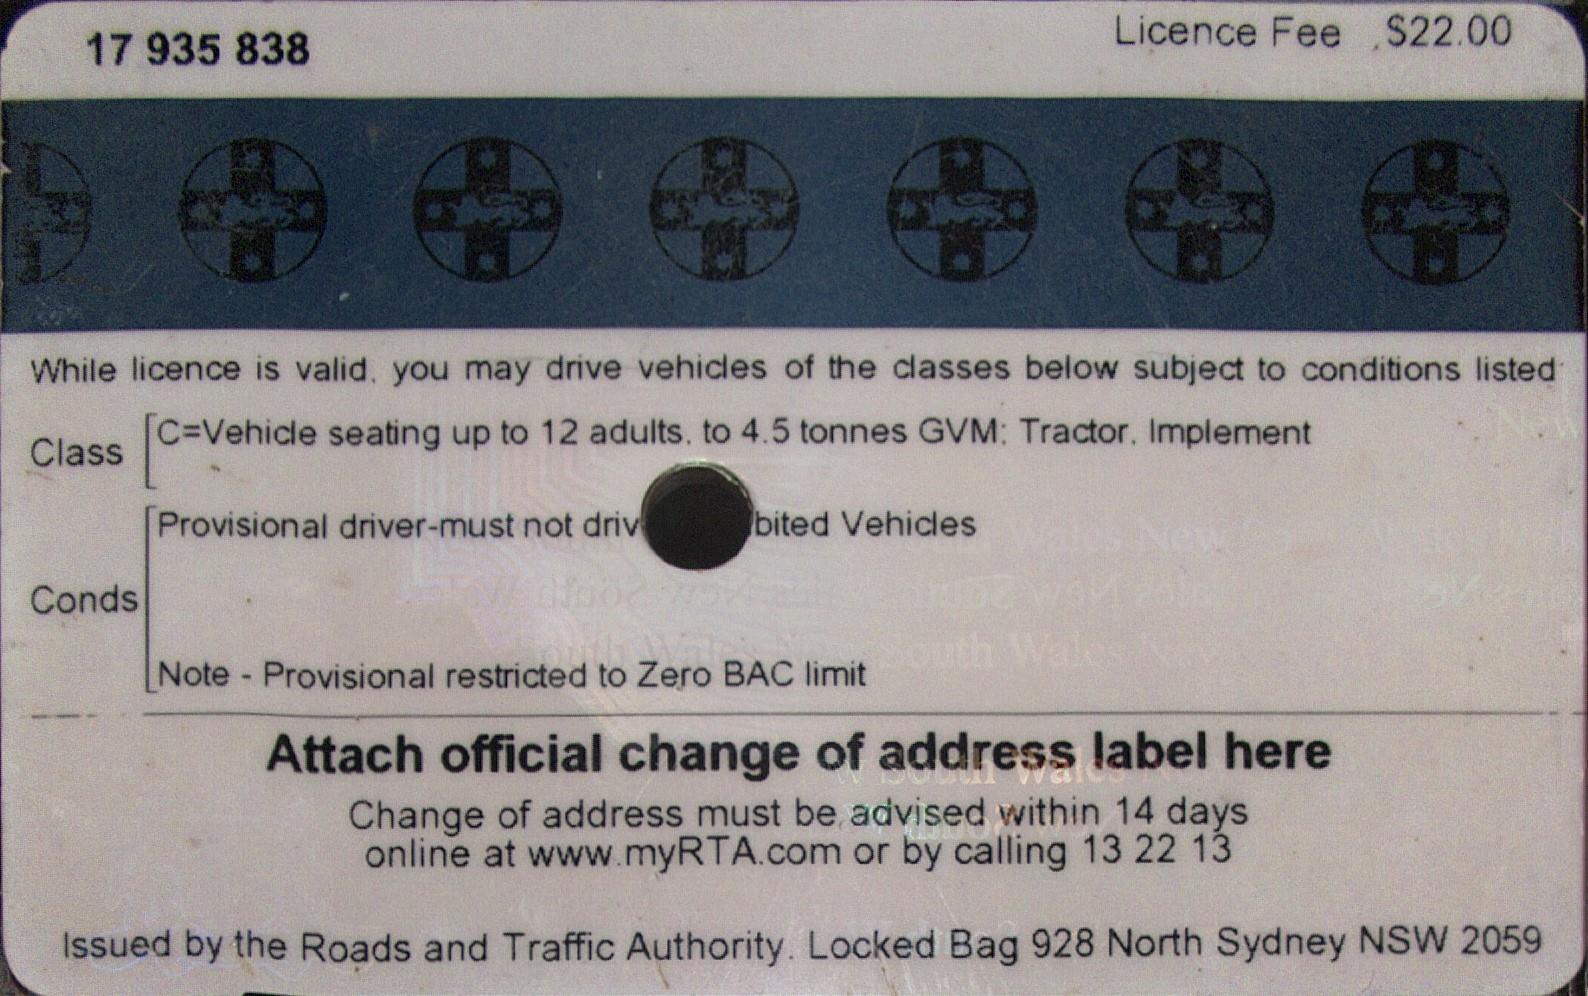 17 935 838
Licence Fee $22.00
While licence is valid, you may drive vehicles of the classes below subject to conditions listed
Class
C=Vehicle seating up to 12 adults, to 4.5 tonnes GVM; Tractor, Implement
Conds
Provisional driver-must not driv bited Vehicles
Note - Provisional restricted to Zero BAC limit
Attach official change of address label here
Change of address must be advised within 14 days
online at www.myRTA.com or by calling 13 22 13
Issued by the Roads and Traffic Authority. Locked Bag 928 North Sydney NSW 2059